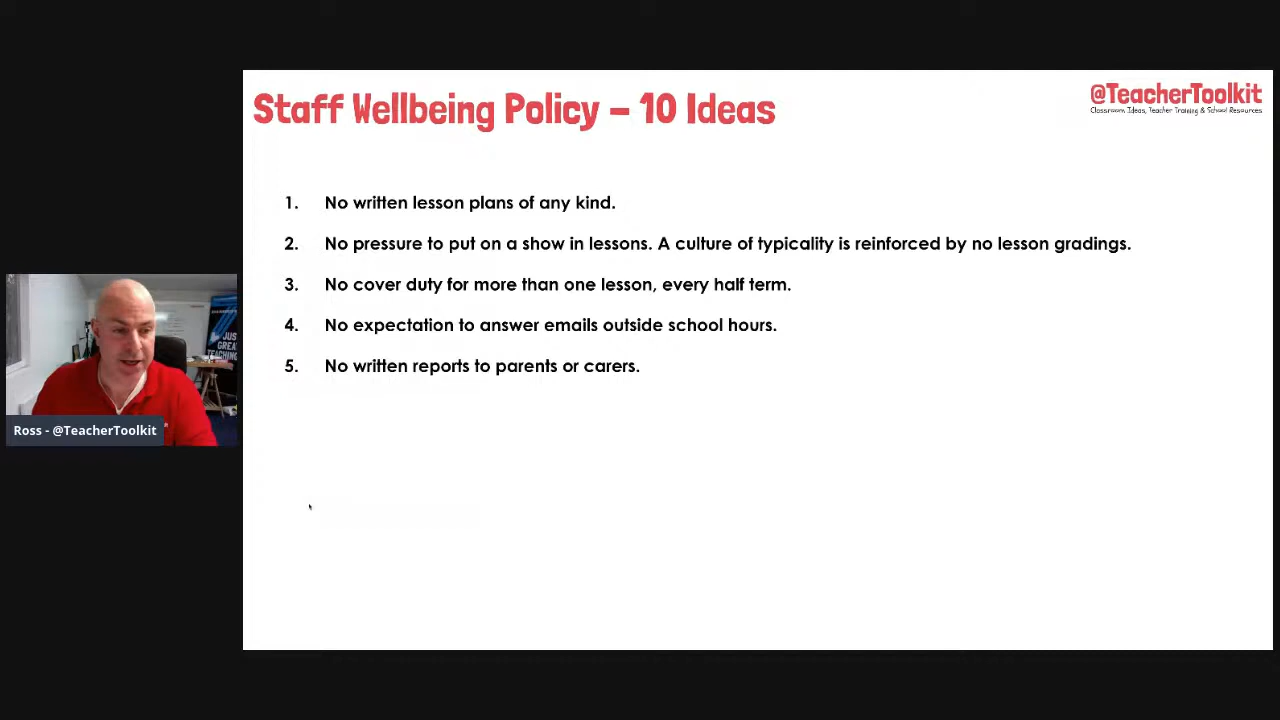 Staff Wellbeing Policy – 10 Ideas
@TeacherToolkit
Classroom Ideas, Teacher Training & School Resources
1. No written lesson plans of any kind.
2. No pressure to put on a show in lessons. A culture of typicality is reinforced by no lesson gradings.
3. No cover duty for more than one lesson, every half term.
4. No expectation to answer emails outside school hours.
5. No written reports to parents or carers.
JUS
GREAT
TEACHING
Ross - @TeacherToolkit